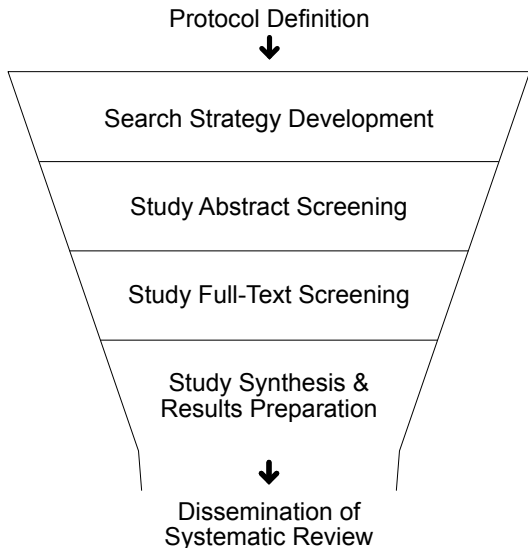 Protocol Definition
Search Strategy Development
Study Abstract Screening
Study Full-Text Screening
Study Synthesis &
Results Preparation
Dissemination of
Systematic Review